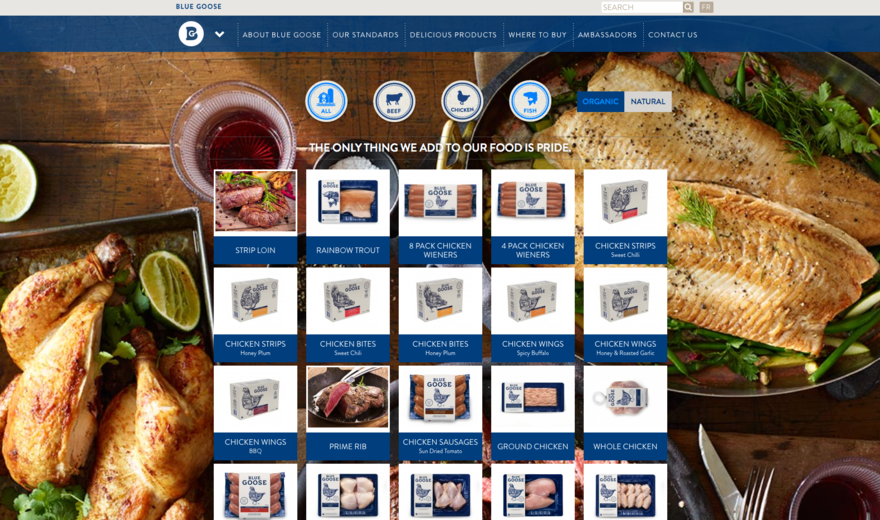 BLUE GOOSE
SEARCH
FR
ABOUT BLUE GOOSE
OUR STANDARDS
DELICIOUS PRODUCTS
WHERE TO BUY
AMBASSADORS
CONTACT US
ALL
BEEF
CHICKEN
FISH
ORGANIC
NATURAL
THE ONLY THING WE ADD TO OUR FOOD IS PRIDE.
STRIP LOIN
RAINBOW TROUT
8 PACK CHICKEN
WIENERS
4 PACK CHICKEN
WIENERS
CHICKEN STRIPS
Sweet Chilli
CHICKEN STRIPS
Honey Plum
CHICKEN BITES
Sweet Chili
CHICKEN BITES
Honey Plum
CHICKEN WINGS
Spicy Buffalo
CHICKEN WINGS
Honey & Roasted Garlic
CHICKEN WINGS
BBQ
PRIME RIB
BLUE
GOOSE
CHICKEN SAUSAGES
Sun Dried Tomato
GROUND CHICKEN
WHOLE CHICKEN
BLUE
GOOSE